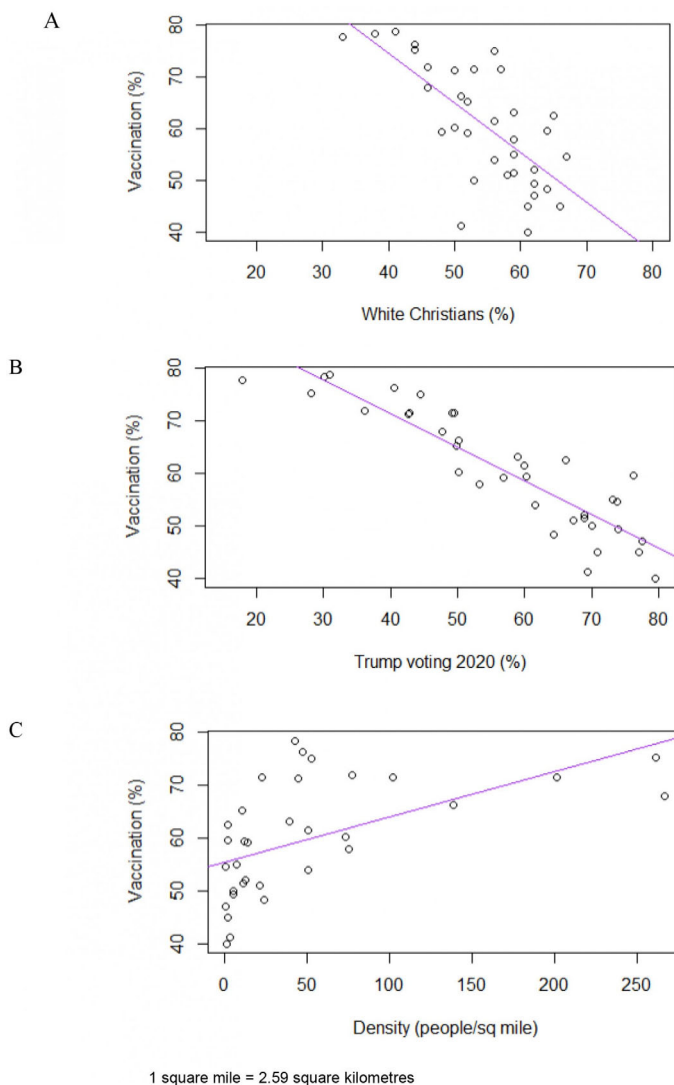 A
Vaccination (%)
80
70
60
50
40
20 30 40 50 60 70 80
White Christians (%)
B
Vaccination (%)
80
70
60
50
40
20 30 40 50 60 70 80
Trump voting 2020 (%)
C
Vaccination (%)
80
70
60
50
40
0 50 100 150 200 250
Density (people/sq mile)
1 square mile = 2.59 square kilometres